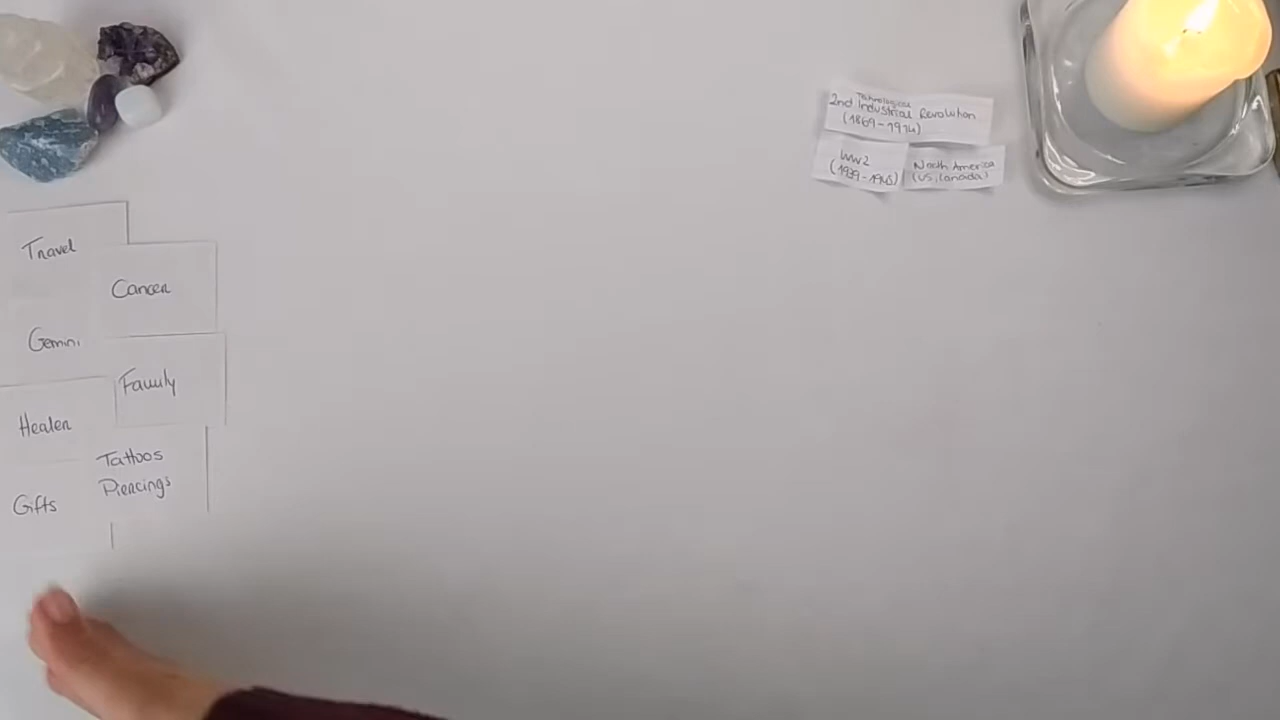 Travel
Cancer
Gemini
Family
Healer
Tattoos
Piercings
Gifts
Technological
2nd Industrial Revolution
(1869-1914)
WW2
(1939-1945)
North America
(US, Canada)